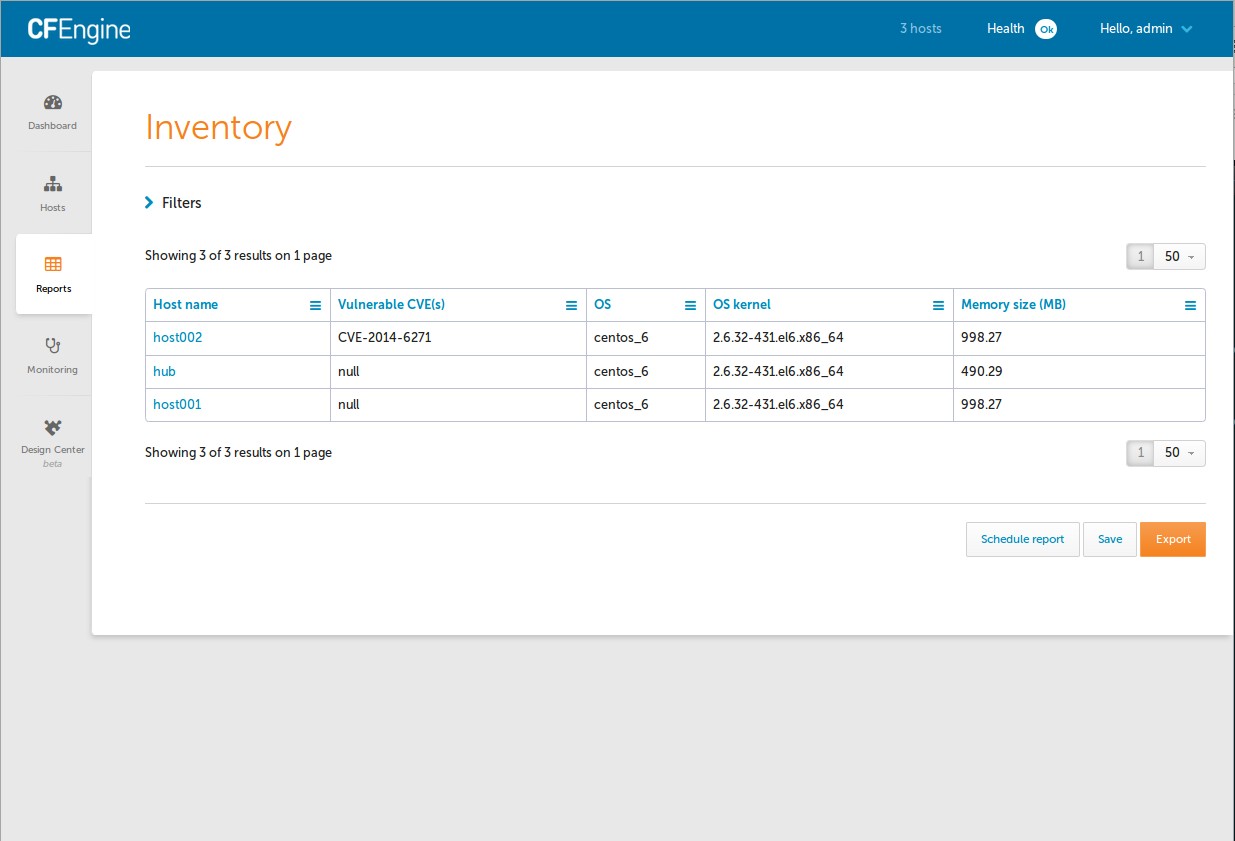 CFEngine
3 hosts Health Ok Hello, admin
Dashboard
Hosts
Reports
Monitoring
Design Center
beta
Inventory
Filters
Showing 3 of 3 results on 1 page 1 50
Host name Vulnerable CVE(s) OS OS kernel Memory size (MB)
host002 CVE-2014-6271 centos_6 2.6.32-431.el6.x86_64 998.27
hub null centos_6 2.6.32-431.el6.x86_64 490.29
host001 null centos_6 2.6.32-431.el6.x86_64 998.27
Showing 3 of 3 results on 1 page 1 50
Schedule report Save Export